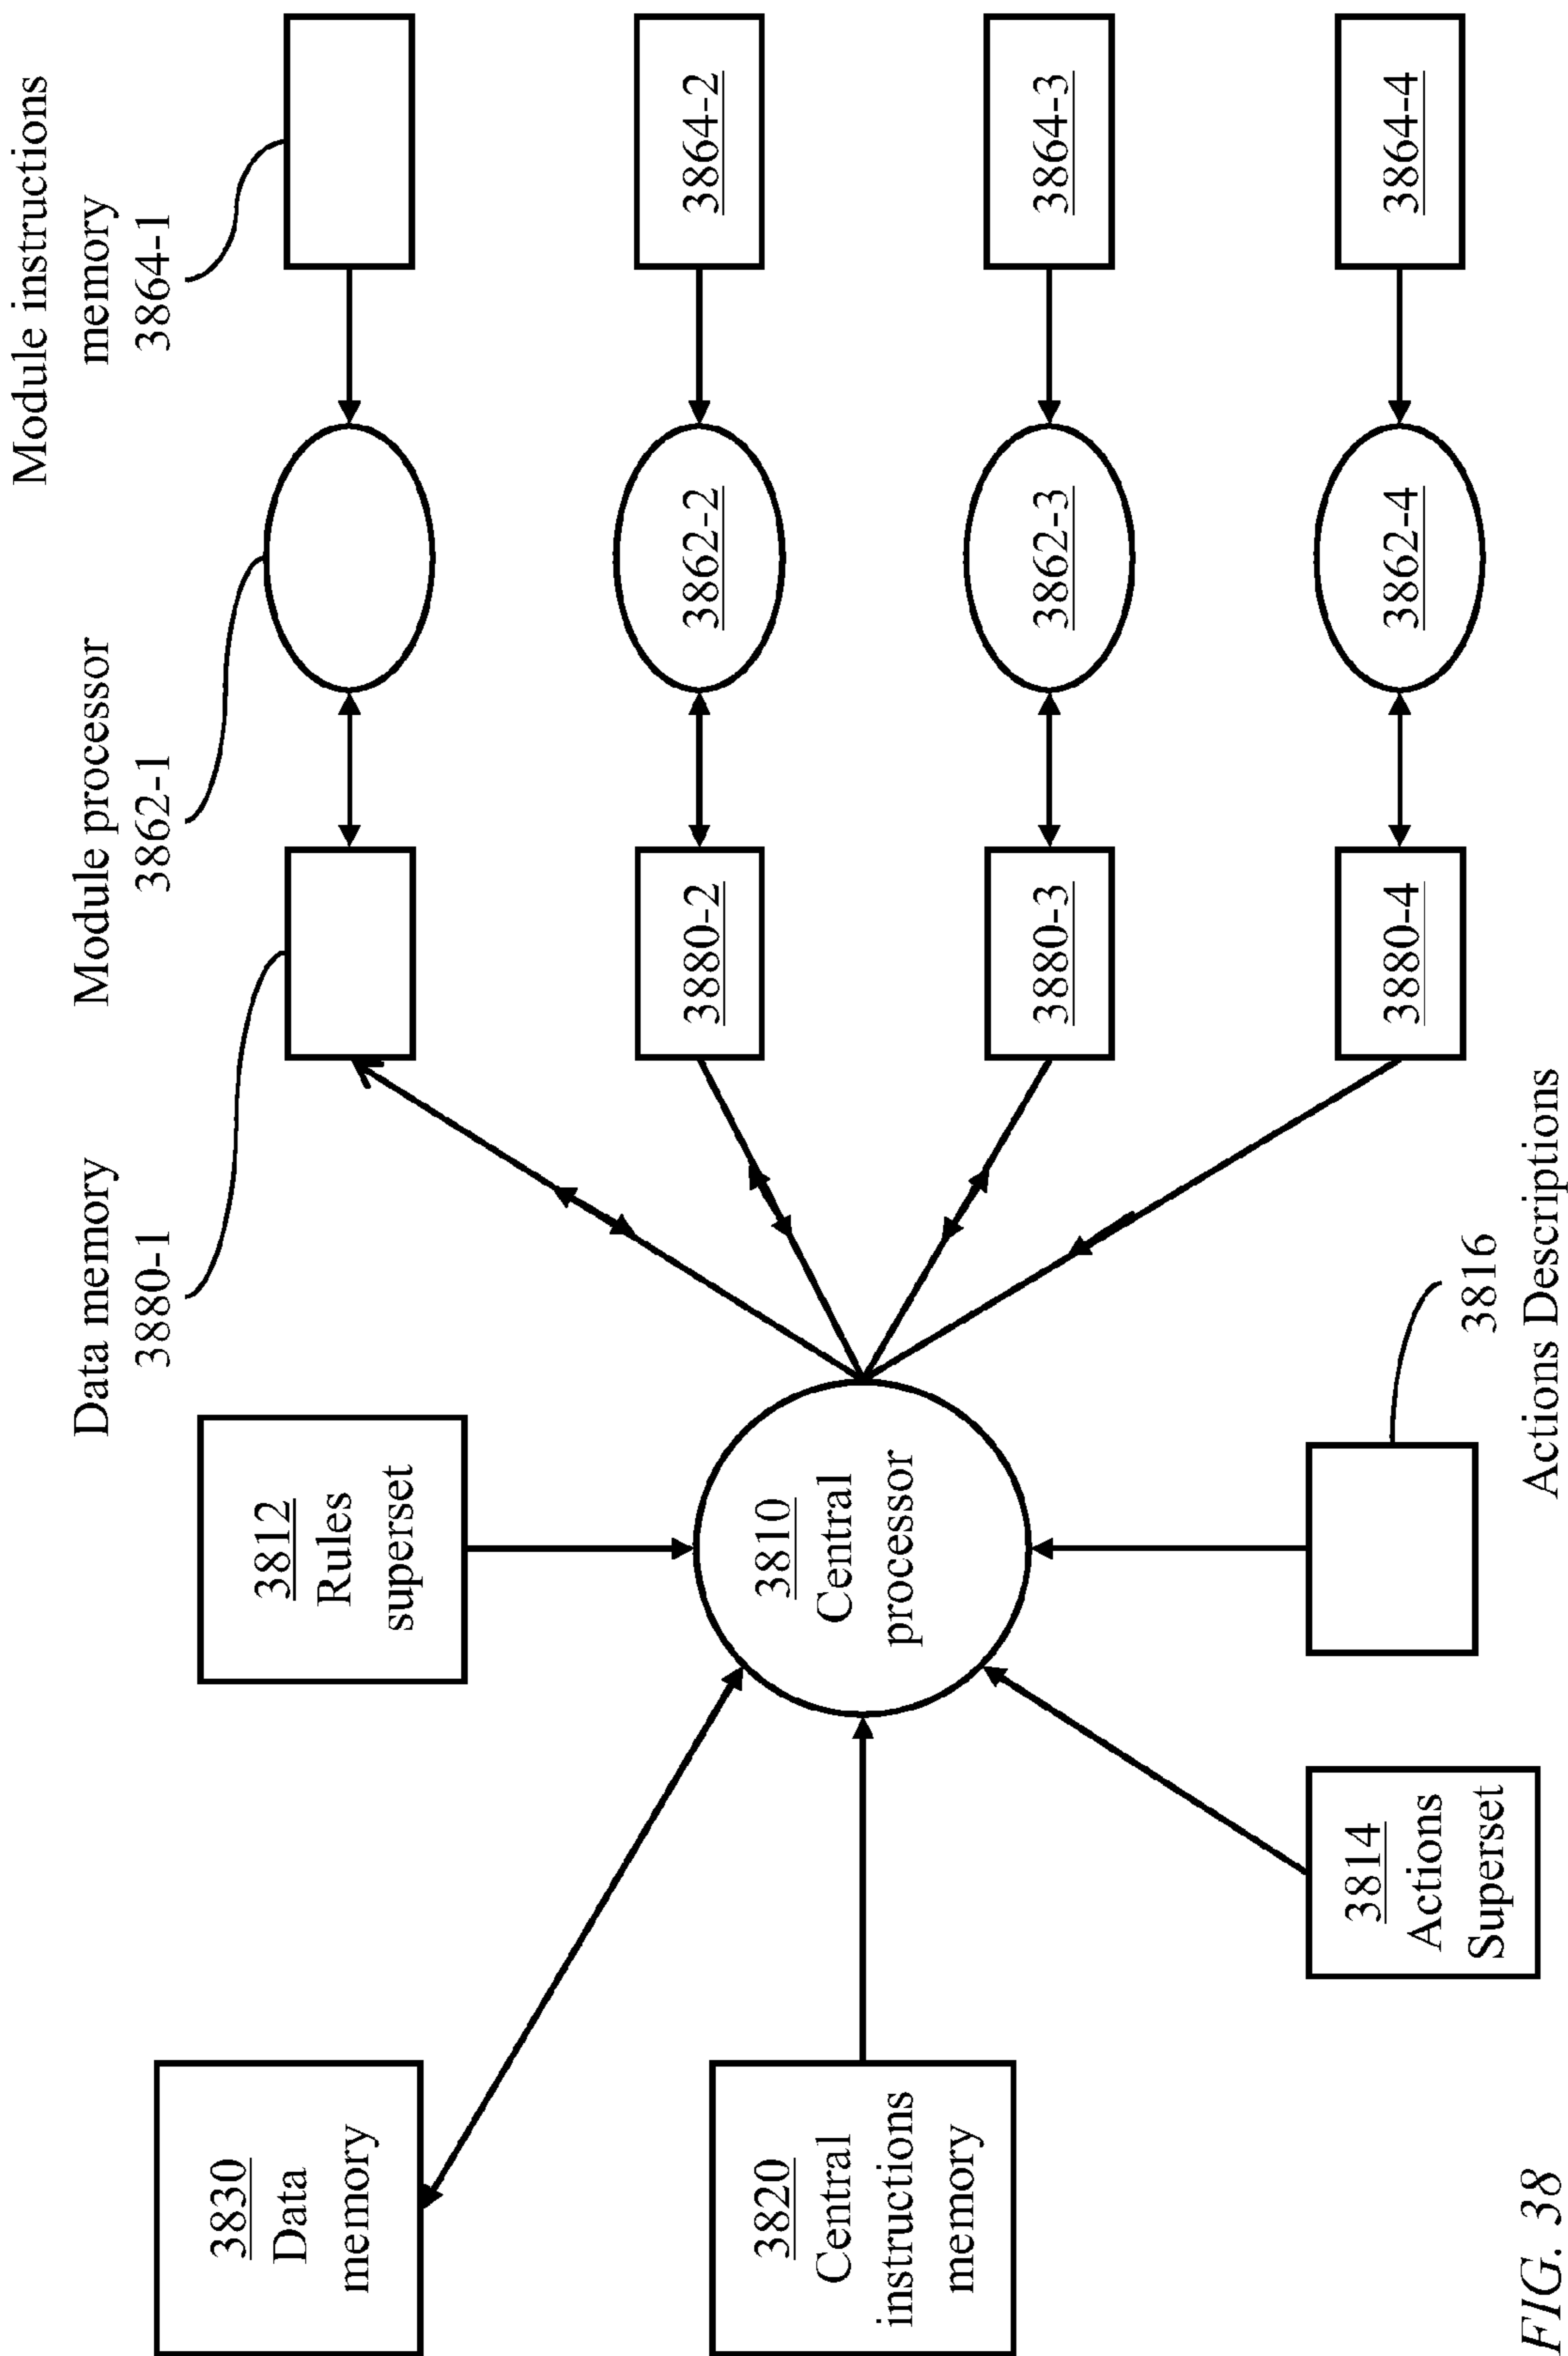 Module instructions
memory
3864-1
Module processor
3862-1
Data memory
3880-1
3864-2
3862-2
3880-2
3864-3
3862-3
3880-3
3864-4
3862-4
3880-4
3812
Rules
superset
3810
Central
processor
3816
Actions Descriptions
3814
Actions
Superset
3830
Data
memory
3820
Central
instructions
memory
FIG. 38